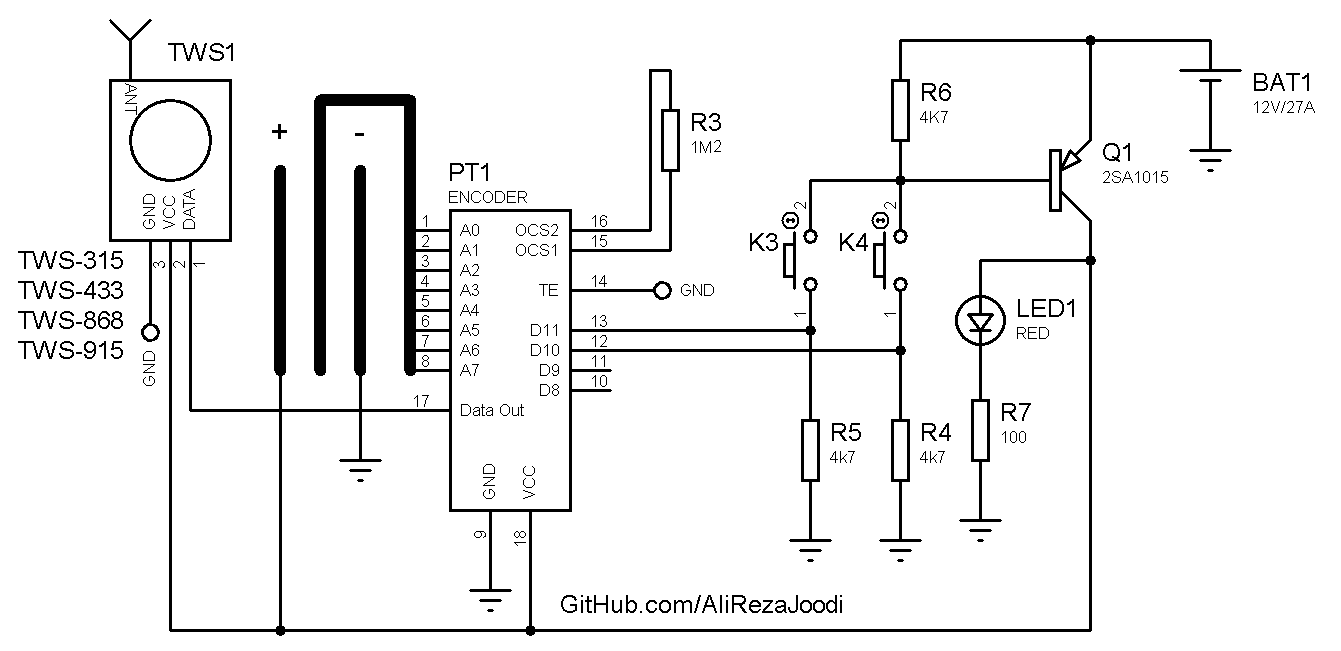 TWS1
ANT
GND
VCC
DATA
3
2
1
TWS-315
TWS-433
TWS-868
TWS-915
GND
+
-
PT1
ENCODER
1
A0
2
A1
3
A2
4
A3
5
A4
6
A5
7
A6
8
A7
17
Data Out
OCS2
16
OCS1
15
TE
14
GND
D11
13
D10
12
D9
11
D8
10
GND
VCC
9
18
R3
1M2
R6
4K7
BAT1
12V/27A
Q1
2SA1015
K3
2
1
K4
2
1
LED1
RED
R5
4k7
R4
4k7
R7
100
GitHub.com/AliRezaJoodi